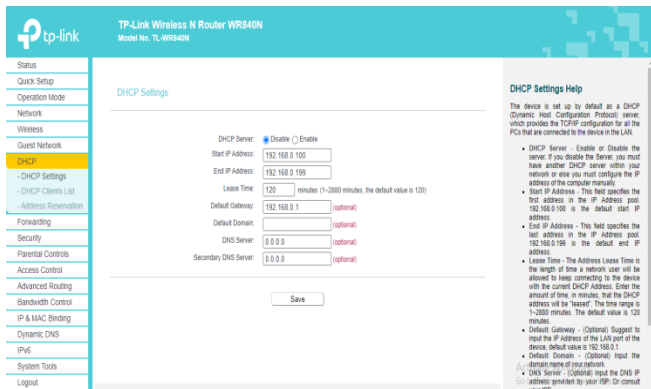 tp-link
TP-Link Wireless N Router WR840N
Model No. TL-WR840N
Status
Quick Setup
Operation Mode
Network
Wireless
Guest Network
DHCP
- DHCP Settings
- DHCP Clients List
- Address Reservation
Forwarding
Security
Parental Controls
Access Control
Advanced Routing
Bandwidth Control
IP & MAC Binding
Dynamic DNS
IPv6
System Tools
Logout
DHCP Settings
DHCP Server: Disable Enable
Start IP Address: 192.168.0.100
End IP Address: 192.168.0.199
Lease Time: 120 minutes (1~2880 minutes, the default value is 120)
Default Gateway: 192.168.0.1 (optional)
Default Domain: (optional)
DNS Server: 0.0.0.0 (optional)
Secondary DNS Server: 0.0.0.0 (optional)
Save
DHCP Settings Help
The device is set up by default as a DHCP
(Dynamic Host Configuration Protocol) server,
which provides the TCP/IP configuration for all the
PCs that are connected to the device in the LAN.
• DHCP Server - Enable or Disable the
server. If you disable the Server, you must
have another DHCP server within your
network or else you must configure the IP
address of the computer manually.
• Start IP Address - This field specifies the
first address in the IP Address pool.
192.168.0.100 is the default start IP
address.
• End IP Address - This field specifies the
last address in the IP Address pool.
192.168.0.199 is the default end IP
address.
• Lease Time - The Address Lease Time is
the length of time a network user will be
allowed to keep connecting to the device
with the current DHCP Address. Enter the
amount of time, in minutes, that the DHCP
address will be "leased". The time range is
1~2880 minutes. The default value is 120
minutes.
• Default Gateway - (Optional) Suggest to
input the IP Address of the LAN port of the
device, default value is 192.168.0.1.
• Default Domain - (Optional) Input the
domain name of your network.
• DNS Server - (Optional) Input the DNS IP
address provided by your ISP. Or consult